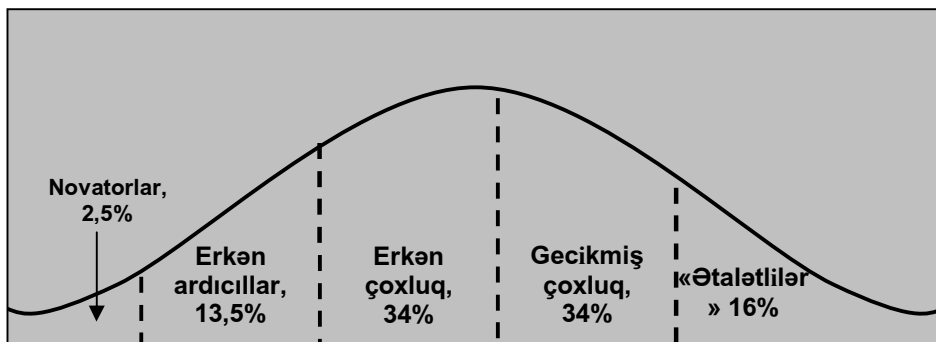 Novatorlar,
2,5%
Erkən
ardıcıllar,
13,5%
Erkən
çoxluq,
34%
Gecikmiş
çoxluq,
34%
«Ətalətlilər
» 16%